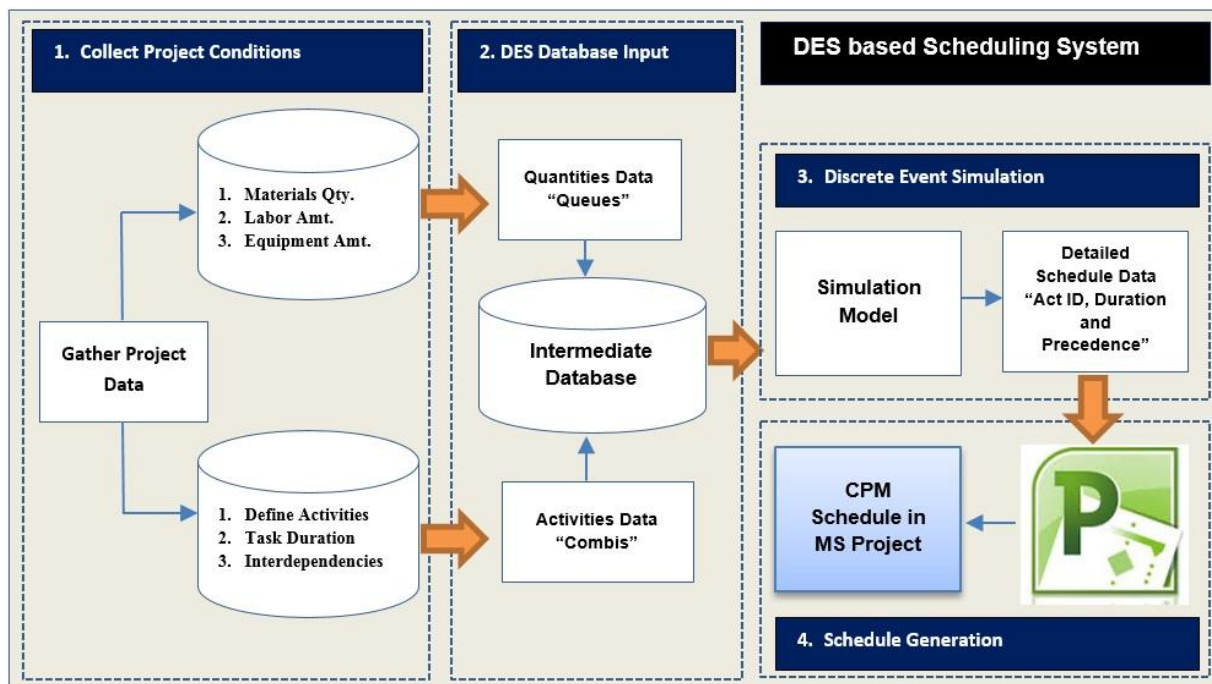 1. Collect Project Conditions
1. Materials Qty.
2 Labor Amt.
3. Equipment Amt.
Gather Project
Data
1. Define Activities
2 Task Duration
3. Interdependencies
2. DES Database Input
Quantities Data
“Queues”
Intermediate
Database
Activities Data
“Combis”
DES based Scheduling System
3. Discrete Event Simulation
Simulation
Model
Detailed
Schedule Data
“Act ID, Duration
and
Precedence”
CPM
Schedule in
MS Project
P
4. Schedule Generation